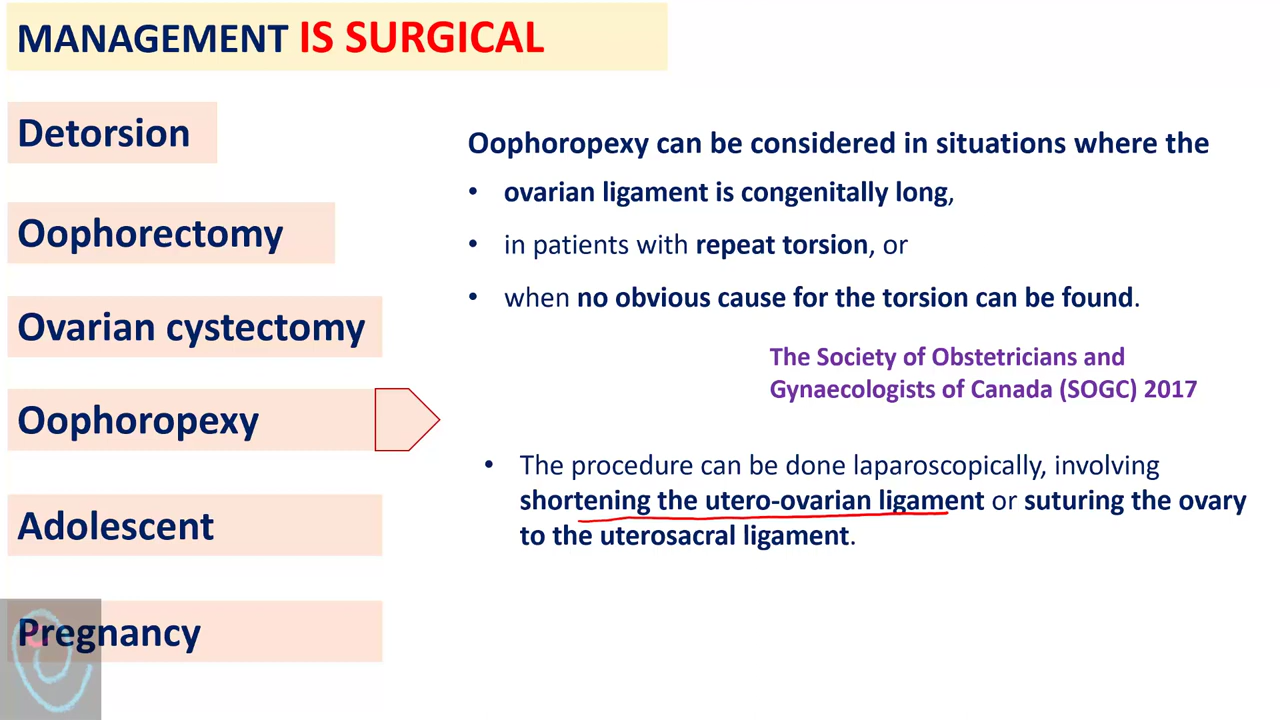 MANAGEMENT IS SURGICAL
Detorsion
Oophorectomy
Ovarian cystectomy
Oophoropexy
Adolescent
Pregnancy
Oophoropexy can be considered in situations where the
• ovarian ligament is congenitally long,
• in patients with repeat torsion, or
• when no obvious cause for the torsion can be found.
The Society of Obstetricians and
Gynaecologists of Canada (SOGC) 2017
• The procedure can be done laparoscopically, involving
shortening the utero-ovarian ligament or suturing the ovary
to the uterosacral ligament.